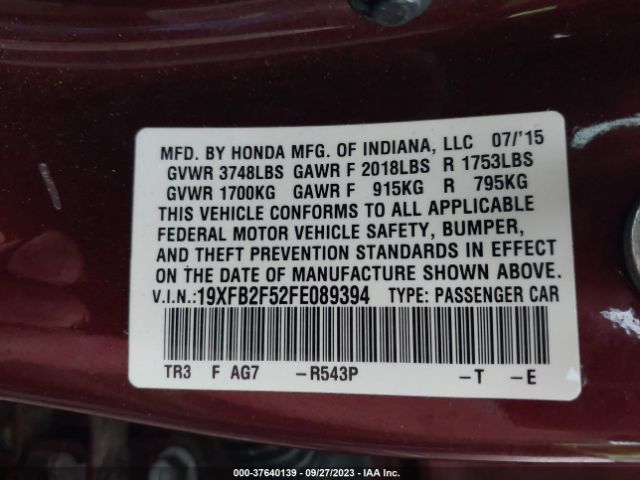 MFD. BY HONDA MFG. OF INDIANA, LLC 07/'15
GVWR 3748LBS GAWR F 2018LBS R 1753LBS
GVWR 1700KG GAWR F 915KG R 795KG
THIS VEHICLE CONFORMS TO ALL APPLICABLE
FEDERAL MOTOR VEHICLE SAFETY, BUMPER,
AND THEFT PREVENTION STANDARDS IN EFFECT
ON THE DATE OF MANUFACTURE SHOWN ABOVE.
V.I.N.:19XFB2F52FE089394 TYPE: PASSENGER CAR
TR3 F AG7 –R543P –T –E
000-37640139 - 09/27/2023 - IAA Inc.